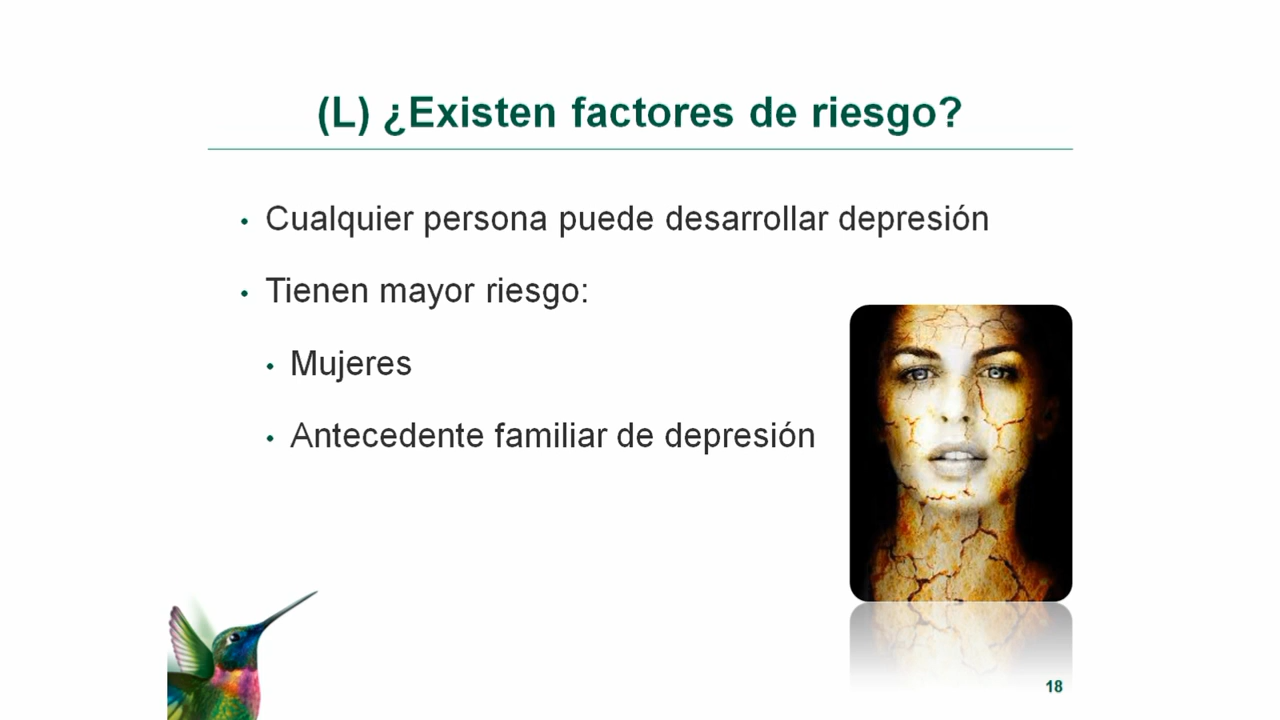 (L) ¿Existen factores de riesgo?
• Cualquier persona puede desarrollar depresión
• Tienen mayor riesgo:
• Mujeres
• Antecedente familiar de depresión
18